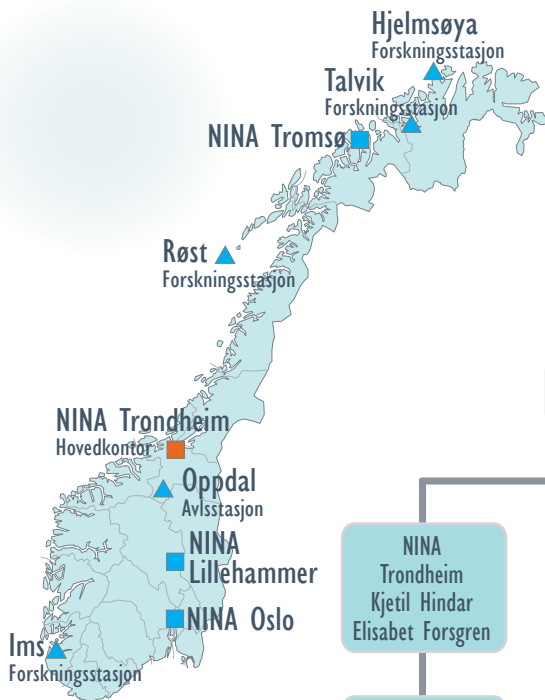 Hjelmsøya
Forskningsstasjon
Talvik
Forskningsstasjon
NINA Tromsø
Røst
Forskningsstasjon
NINA Trondheim
Hovedkontor
Oppdal
Avlsstasjon
NINA
Lillehammer
NINA Oslo
Ims
Forskningsstasjon
NINA
Trondheim
Kjetil Hindar
Elisabet Forsgren